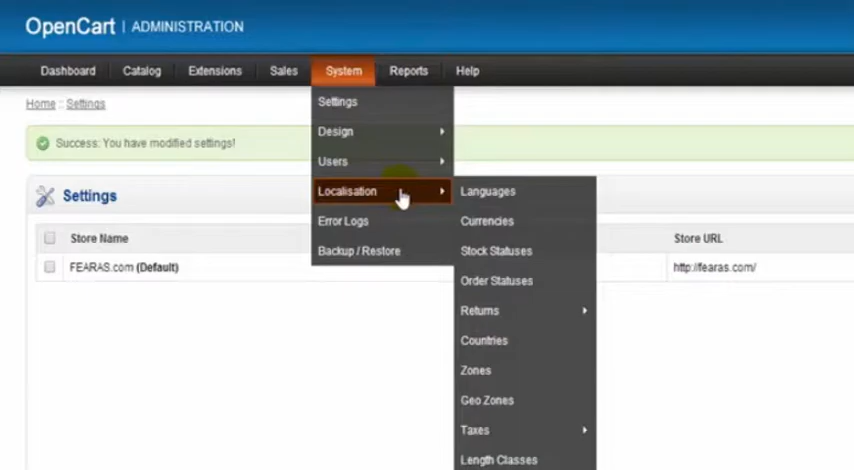 OpenCart | ADMINISTRATION
Dashboard Catalog Extensions Sales System Reports Help
Home :: Settings
Settings
Design
Success: You have modified settings!
Users
Settings
Localisation
Languages
Error Logs
Currencies
Store Name
Store URL
Backup / Restore
Stock Statuses
FEARAS.com (Default)
http://fearas.com/
Order Statuses
Returns
Countries
Zones
Geo Zones
Taxes
Length Classes